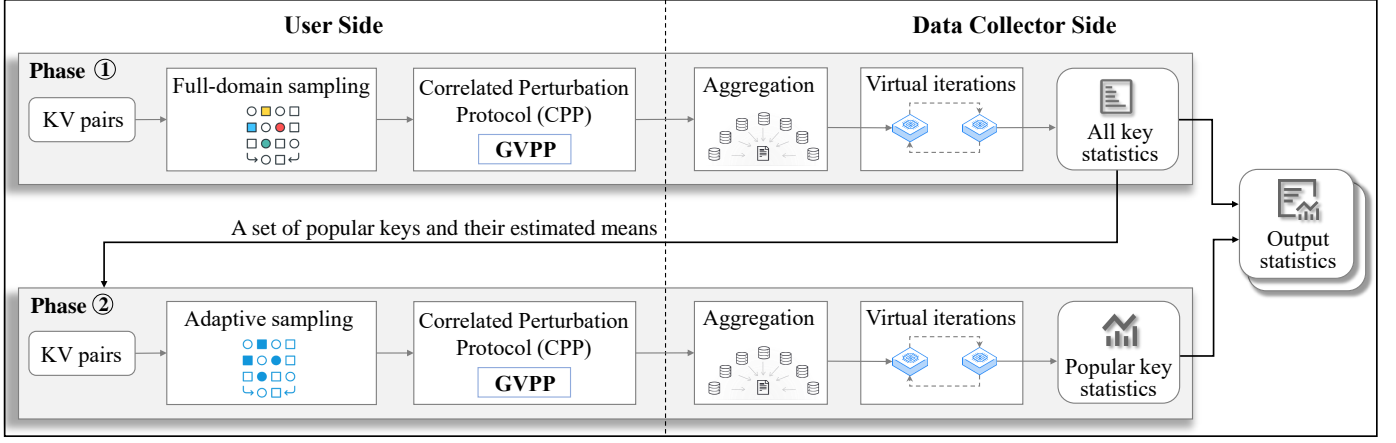 User Side
Data Collector Side
Phase ①
KV pairs
Full-domain sampling
Correlated Perturbation
Protocol (CPP)
GVPP
Aggregation
Virtual iterations
All key
statistics
A set of popular keys and their estimated means
Output
statistics
Phase ②
KV pairs
Adaptive sampling
Correlated Perturbation
Protocol (CPP)
GVPP
Aggregation
Virtual iterations
Popular key
statistics